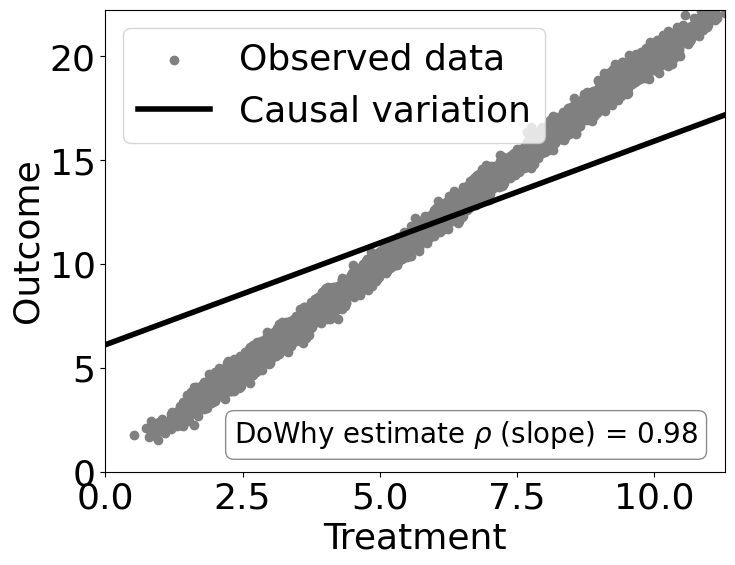 Observed data
Causal variation
20
15
10
5
0
Outcome
DoWhy estimate ρ (slope) = 0.98
0.0 2.5 5.0 7.5 10.0
Treatment